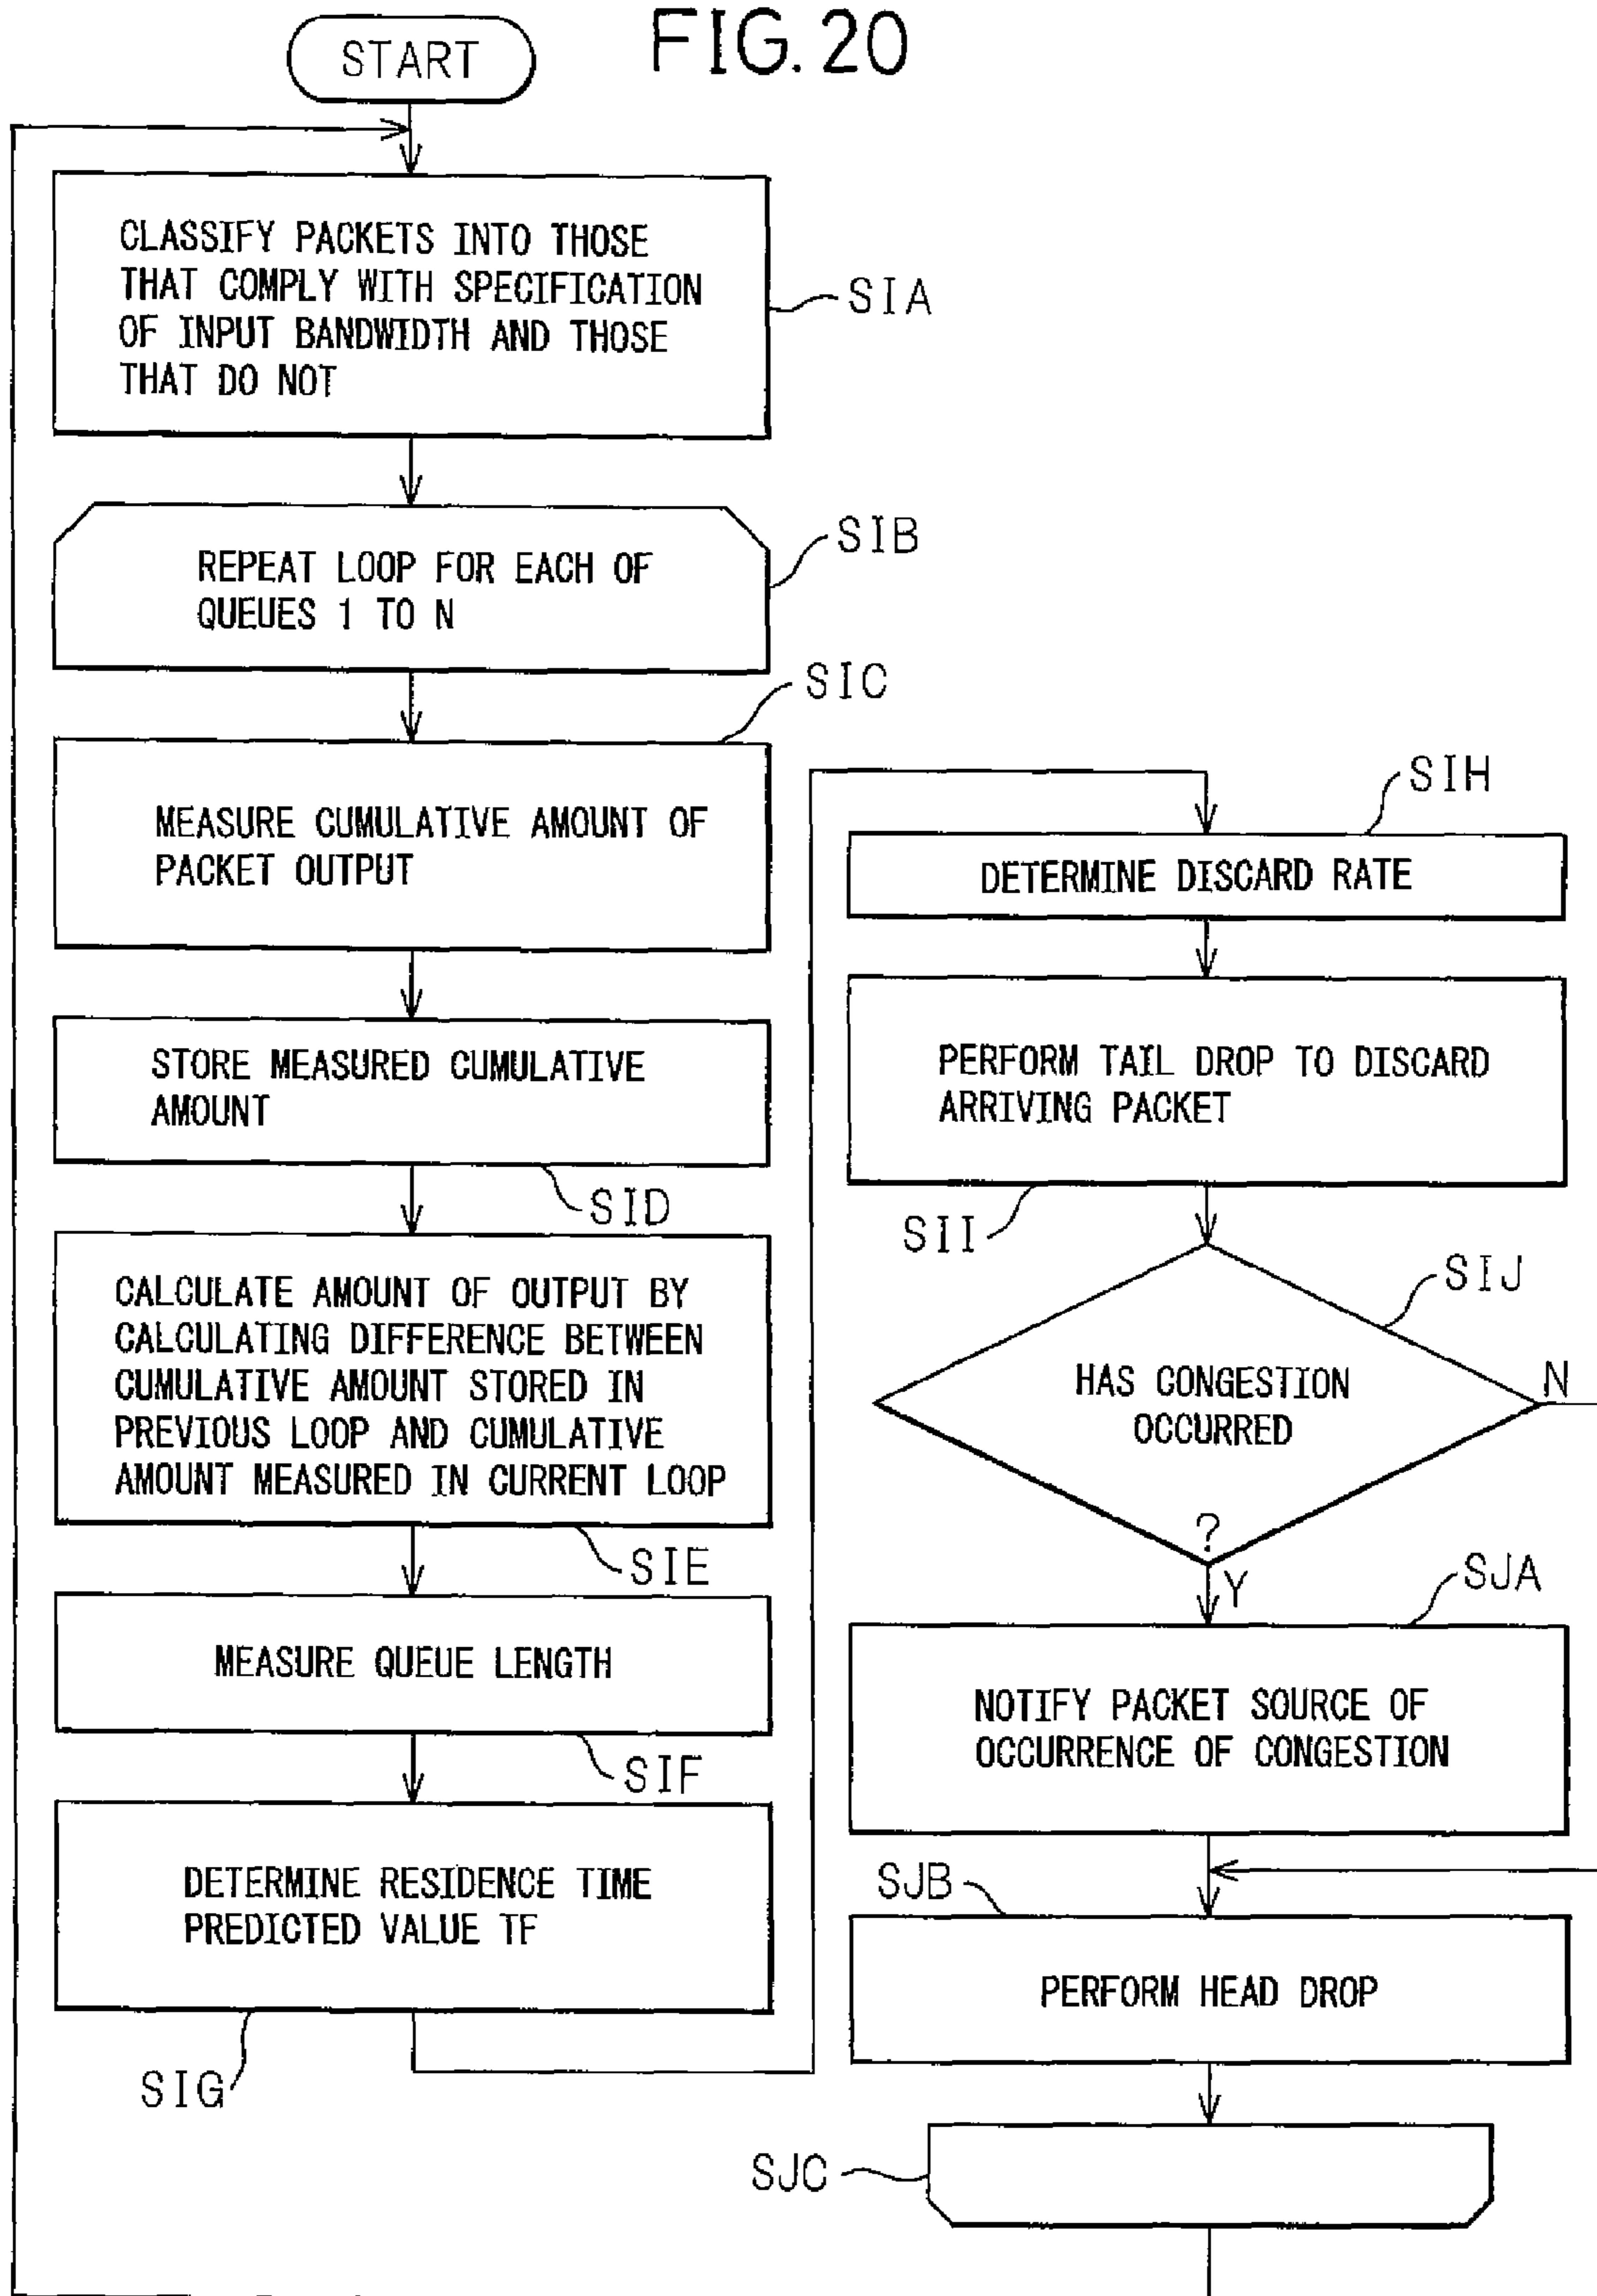 FIG. 20
START
CLASSIFY PACKETS INTO THOSE
THAT COMPLY WITH SPECIFICATION
OF INPUT BANDWIDTH AND THOSE
THAT DO NOT
SIA
REPEAT LOOP FOR EACH OF
QUEUES 1 TO N
SIB
SIC
MEASURE CUMULATIVE AMOUNT OF
PACKET OUTPUT
STORE MEASURED CUMULATIVE
AMOUNT
SID
CALCULATE AMOUNT OF OUTPUT BY
CALCULATING DIFFERENCE BETWEEN
CUMULATIVE AMOUNT STORED IN
PREVIOUS LOOP AND CUMULATIVE
AMOUNT MEASURED IN CURRENT LOOP
SIE
MEASURE QUEUE LENGTH
SIF
DETERMINE RESIDENCE TIME
PREDICTED VALUE TF
SIG
SIH
DETERMINE DISCARD RATE
PERFORM TAIL DROP TO DISCARD
ARRIVING PACKET
SII
SIJ
HAS CONGESTION
OCCURRED
?
N
Y
SJA
NOTIFY PACKET SOURCE OF
OCCURRENCE OF CONGESTION
SJB
PERFORM HEAD DROP
SJC